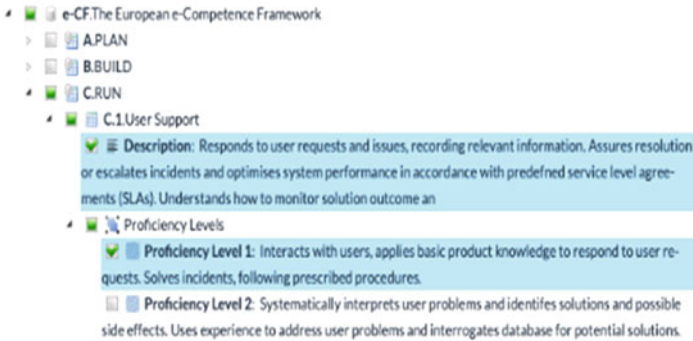 e-CF.The European e-Competence Framework
A.PLAN
B.BUILD
C.RUN
C.1.User Support
Description: Responds to user requests and issues, recording relevant information. Assures resolution
or escalates incidents and optimises system performance in accordance with predefned service level agree-
ments (SLAs). Understands how to monitor solution outcome an
Proficiency Levels
Proficiency Level 1: Interacts with users, applies basic product knowledge to respond to user re-
quests. Solves incidents, following prescribed procedures.
Proficiency Level 2: Systematically interprets user problems and identifes solutions and possible
side effects. Uses experience to address user problems and interrogates database for potential solutions.